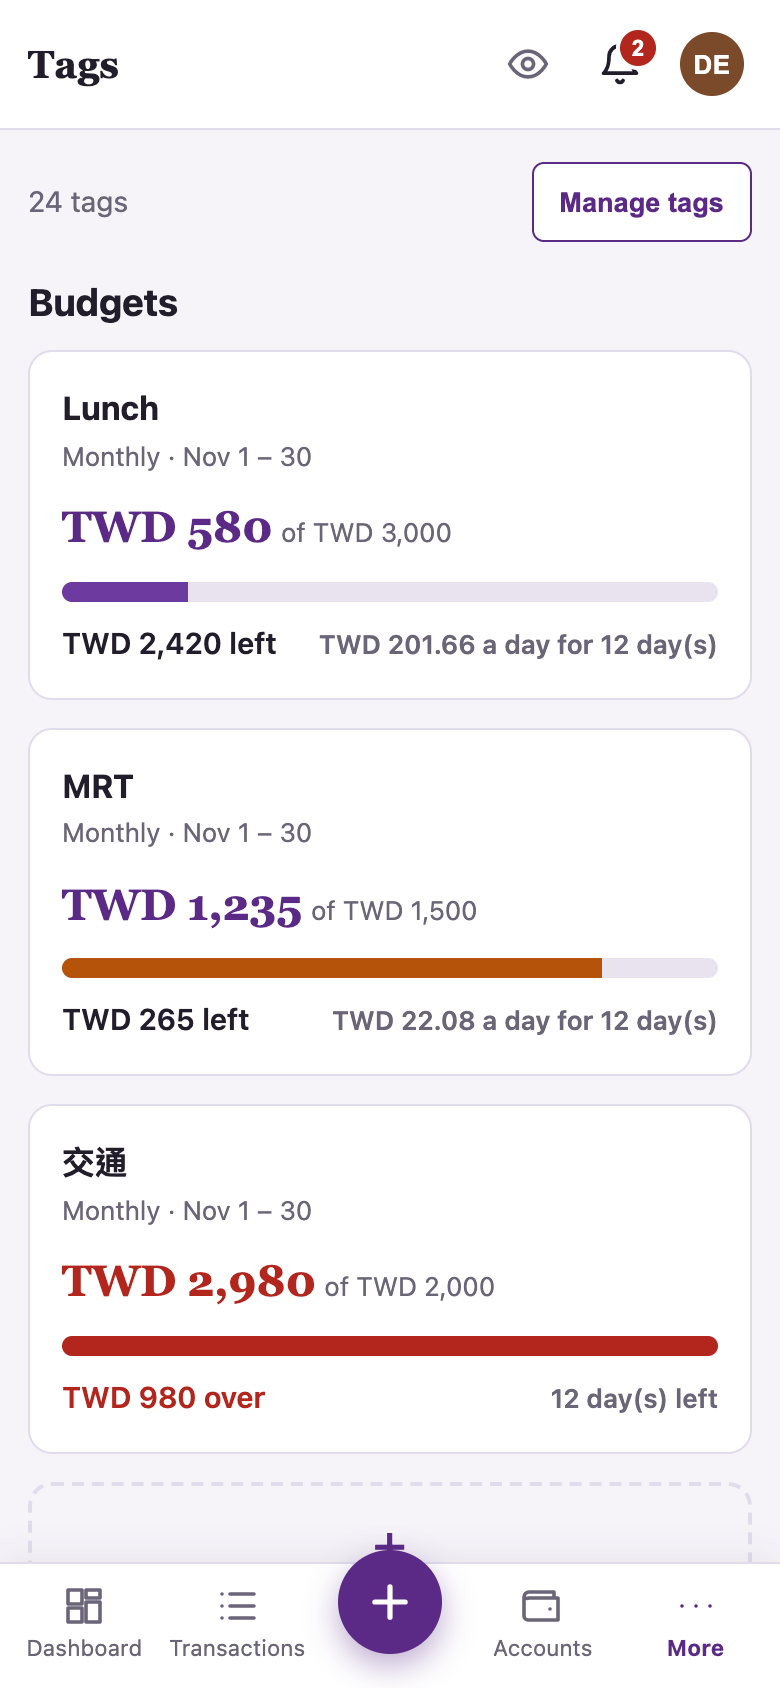 Tags
2
DE
24 tags
Manage tags
Budgets
Lunch
Monthly · Nov 1 – 30
TWD 580 of TWD 3,000
TWD 2,420 left TWD 201.66 a day for 12 day(s)
MRT
Monthly · Nov 1 – 30
TWD 1,235 of TWD 1,500
TWD 265 left TWD 22.08 a day for 12 day(s)
交通
Monthly · Nov 1 – 30
TWD 2,980 of TWD 2,000
TWD 980 over 12 day(s) left
Dashboard Transactions Accounts More